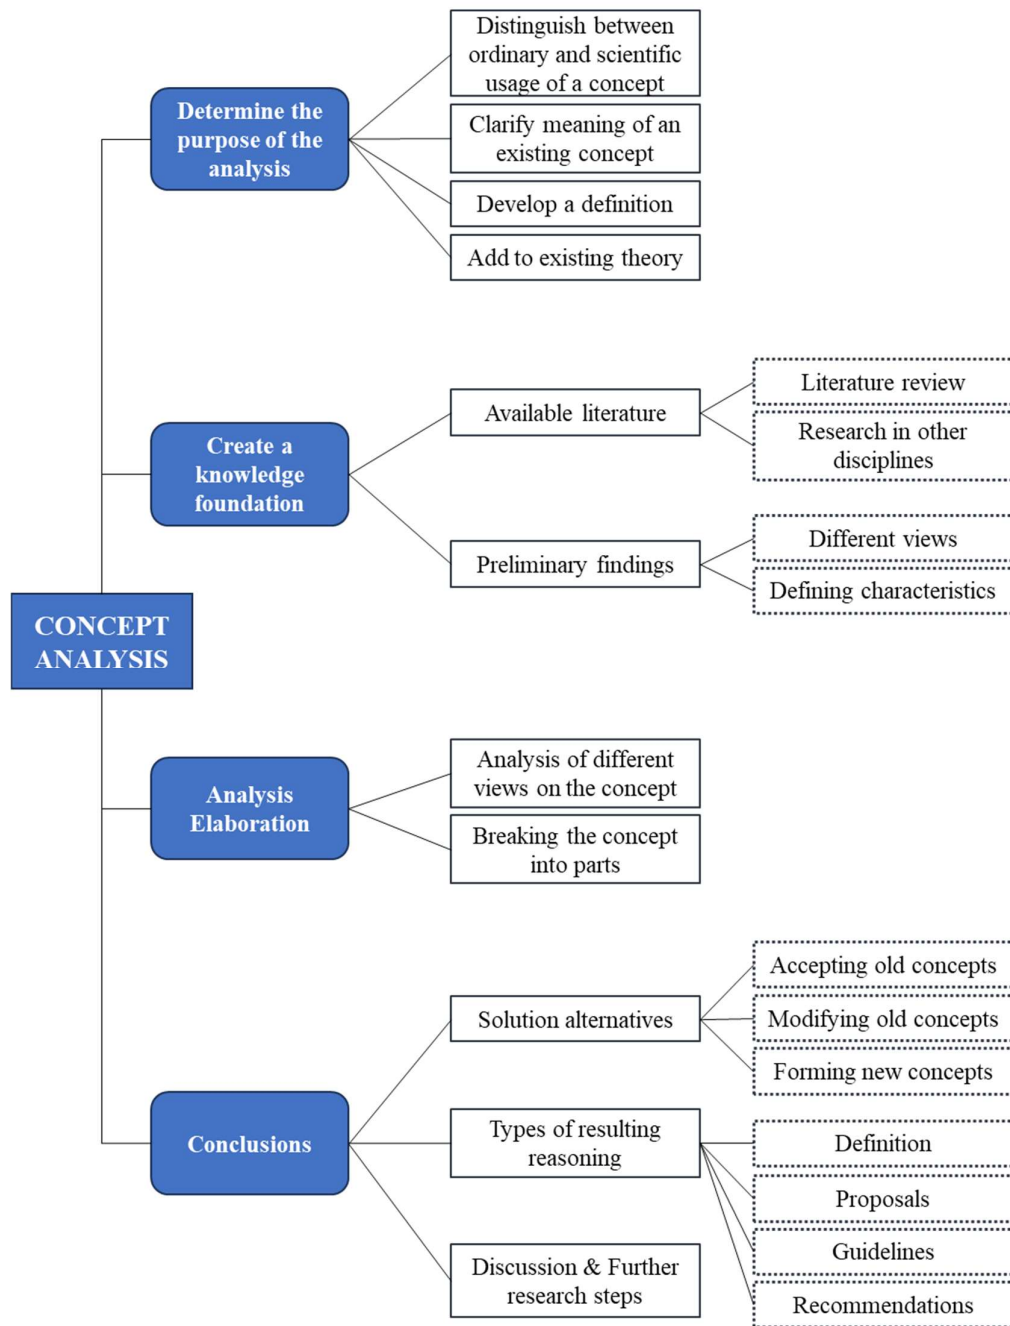 Distinguish between
ordinary and scientific
usage of a concept
Determine the
purpose of the
analysis
Clarify meaning of an
existing concept
Develop a definition
Add to existing theory
Create a
knowledge
foundation
Available literature
Literature review
Research in other
disciplines
Preliminary findings
Different views
Defining characteristics
CONCEPT
ANALYSIS
Analysis
Elaboration
Analysis of different
views on the concept
Breaking the concept
into parts
Conclusions
Solution alternatives
Accepting old concepts
Modifying old concepts
Forming new concepts
Types of resulting
reasoning
Definition
Proposals
Guidelines
Recommendations
Discussion & Further
research steps